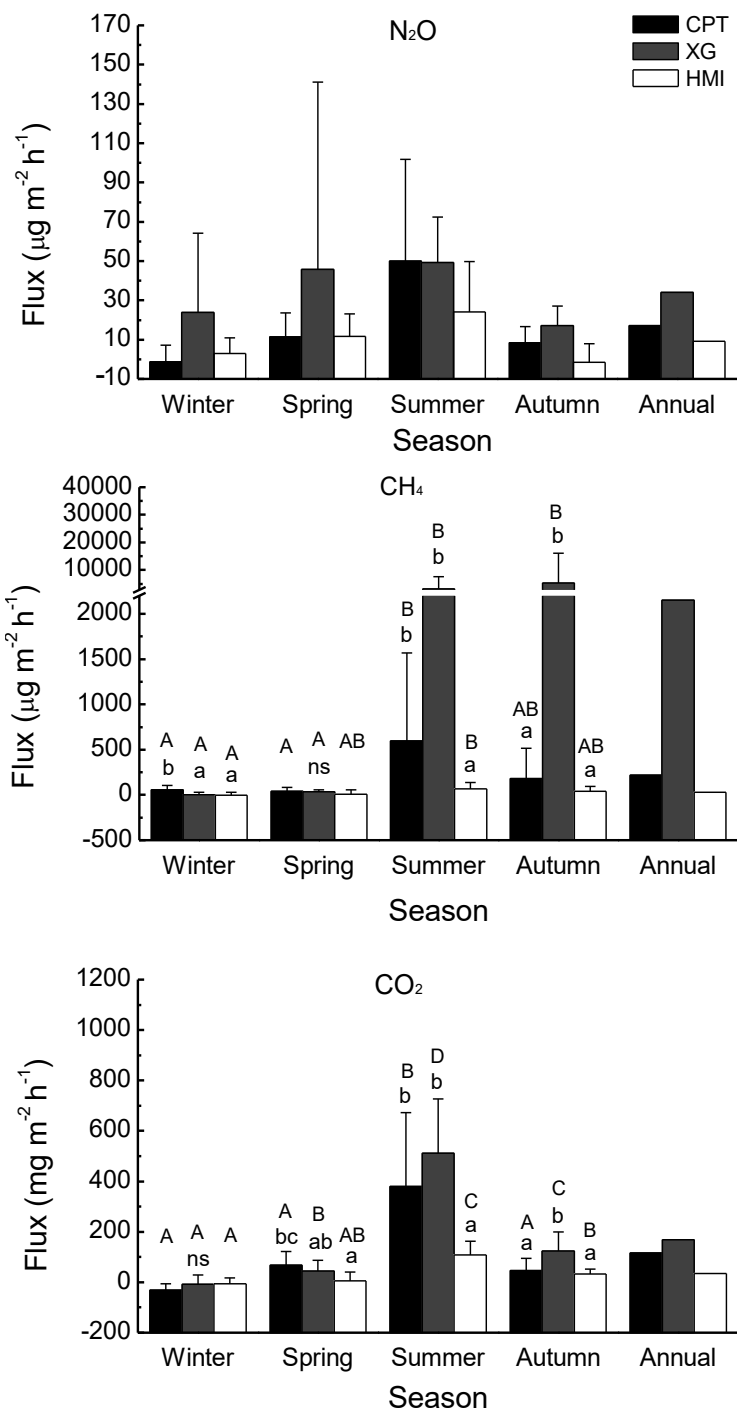 N₂O
CPT
XG
HMI
Flux (μg m⁻² h⁻¹)
170
150
130
110
90
70
50
30
10
-10
Winter Spring Summer Autumn Annual
Season
CH₄
Flux (μg m⁻² h⁻¹)
40000
30000
20000
10000
2000
1500
1000
500
0
-500
A A A
b a a
A A AB
ns
B B B
b b a
AB B AB
a b a
Winter Spring Summer Autumn Annual
Season
CO₂
Flux (mg m⁻² h⁻¹)
1200
1000
800
600
400
200
0
-200
A A A
ns
A B AB
bc ab a
B D C
b b a
A C B
a b a
Winter Spring Summer Autumn Annual
Season